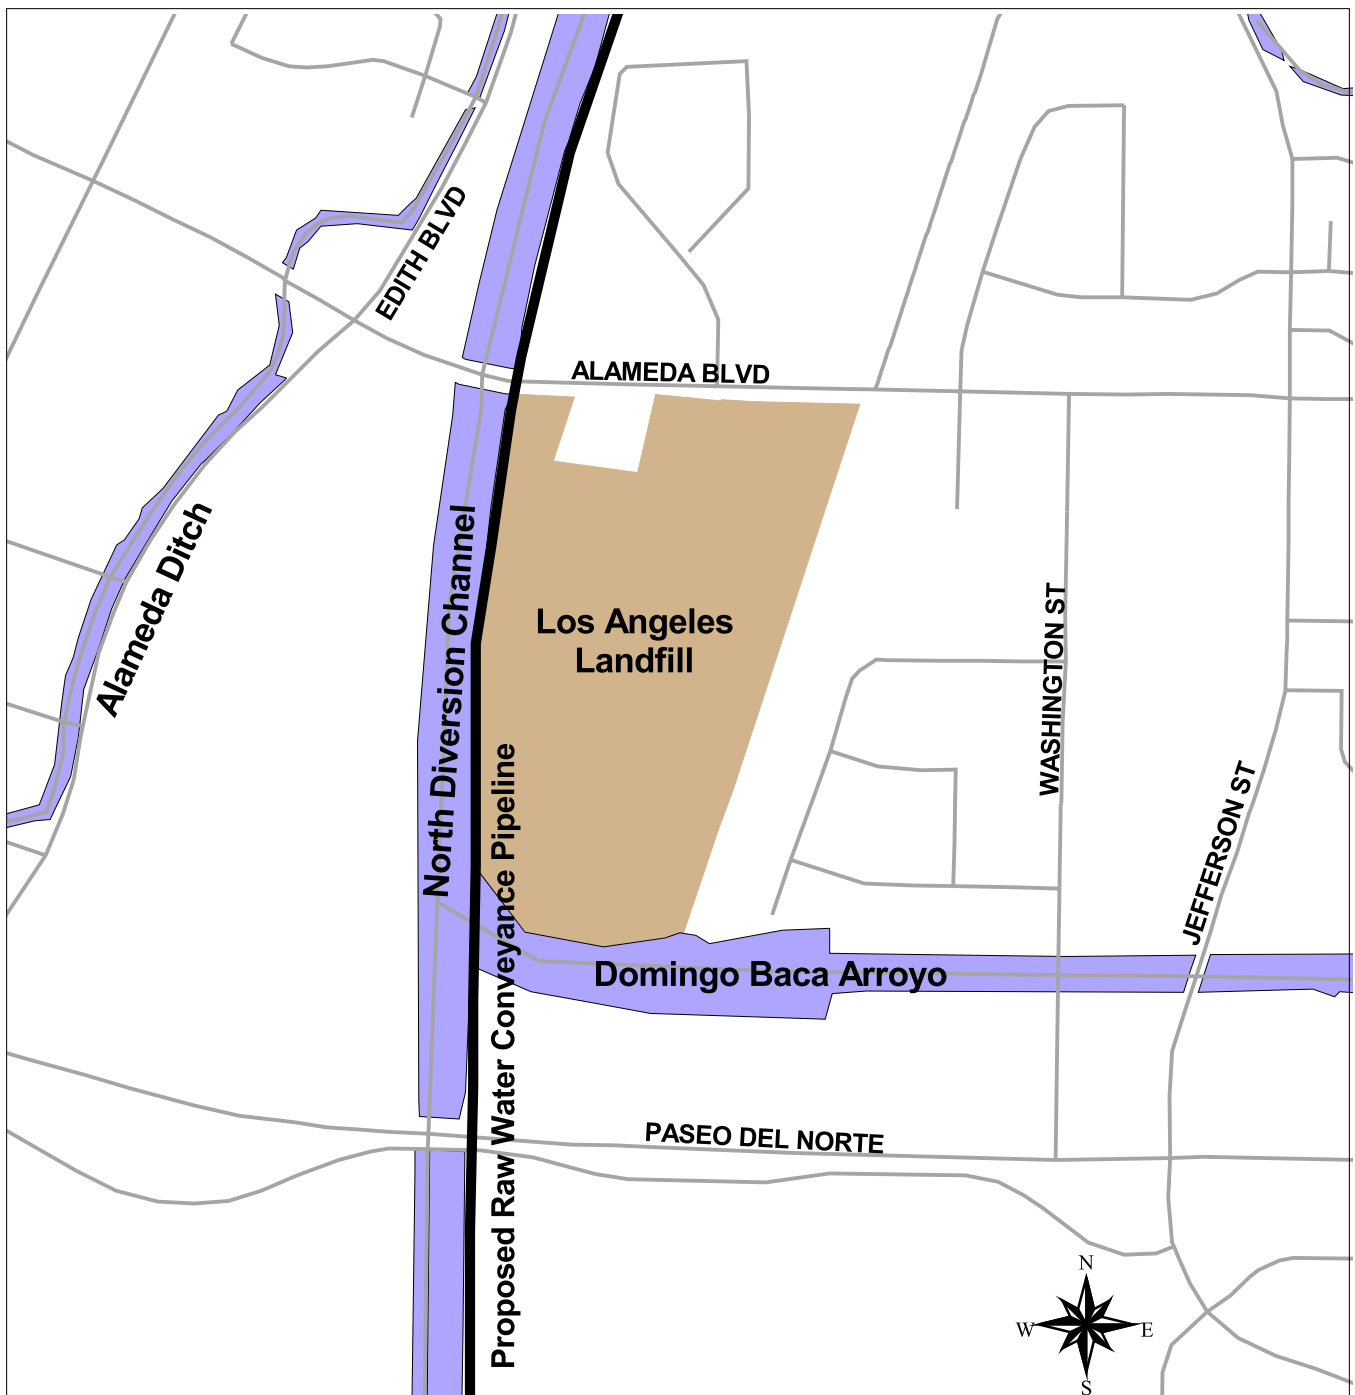 EDITH BLVD
ALAMEDA BLVD
Alameda Ditch
North Diversion Channel
Los Angeles
Landfill
WASHINGTON ST
Proposed Raw Water Conveyance Pipeline
JEFFERSON ST
Domingo Baca Arroyo
PASEO DEL NORTE
N
W
E
S